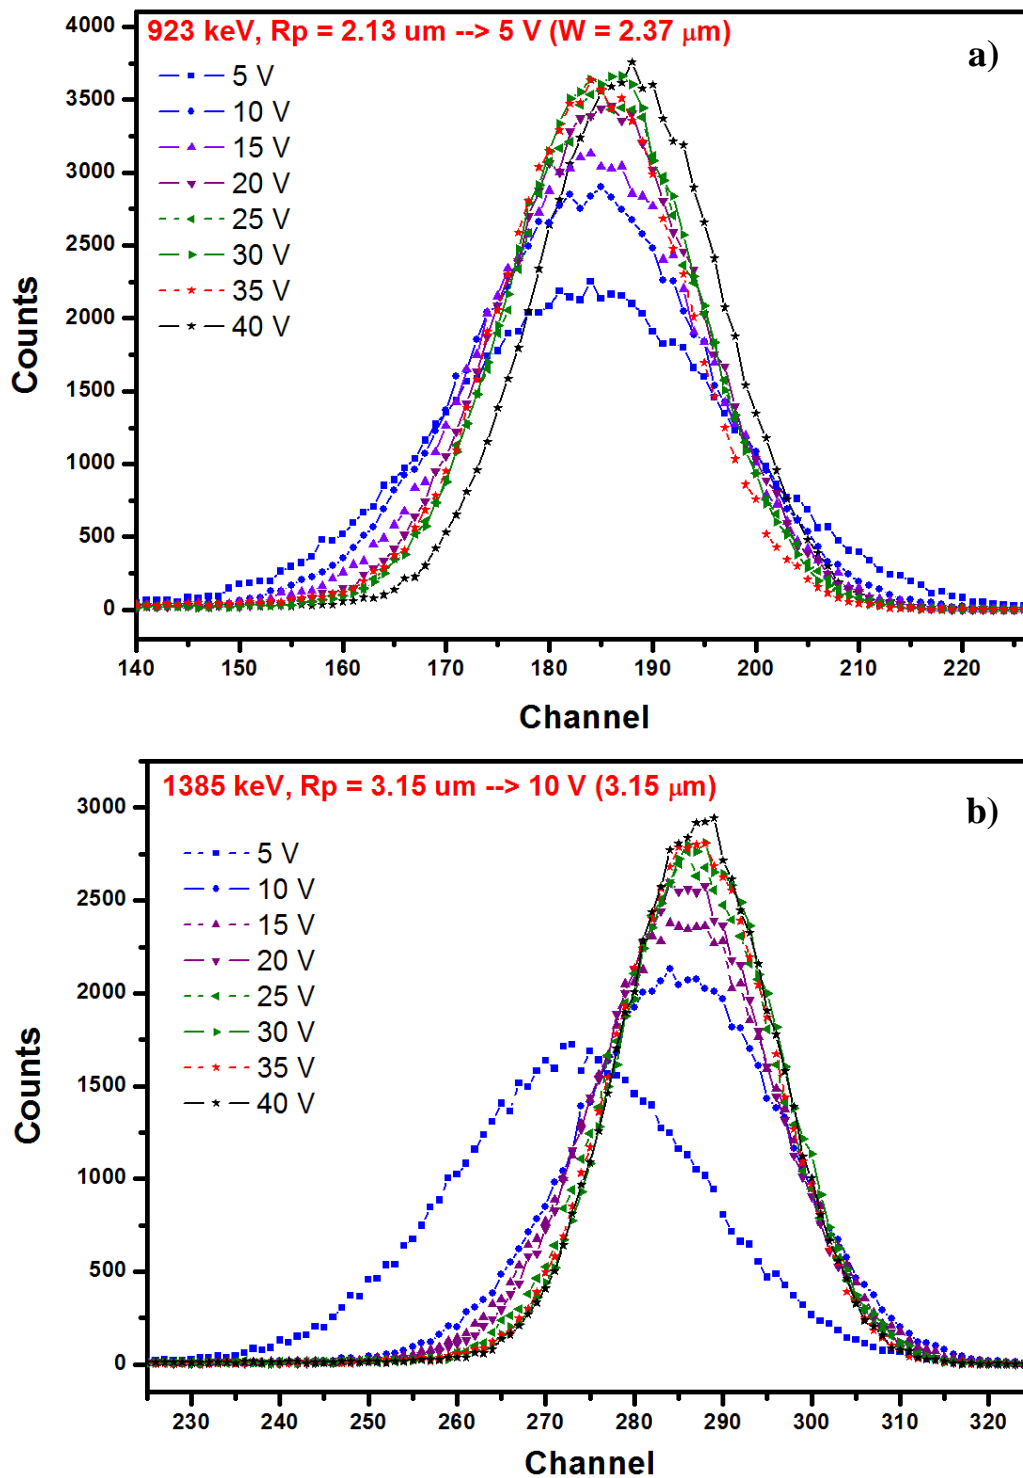 923 keV, Rp = 2.13 um --> 5 V (W = 2.37 μm)
a)
5 V
10 V
15 V
20 V
25 V
30 V
35 V
40 V
4000
3500
3000
2500
2000
1500
1000
500
0
Counts
140 150 160 170 180 190 200 210 220
Channel
1385 keV, Rp = 3.15 um --> 10 V (3.15 μm)
b)
5 V
10 V
15 V
20 V
25 V
30 V
35 V
40 V
3000
2500
2000
1500
1000
500
0
Counts
230 240 250 260 270 280 290 300 310 320
Channel